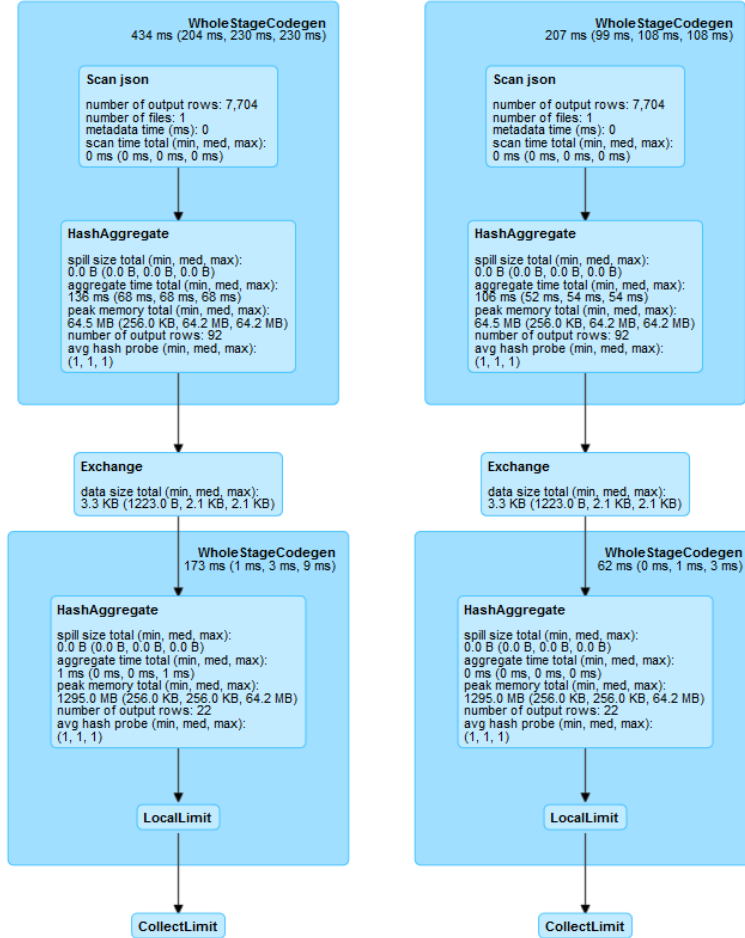 WholeStageCodegen
434 ms (204 ms, 230 ms, 230 ms)
Scan json
number of output rows: 7,704
number of files: 1
metadata time (ms): 0
scan time total (min, med, max):
0 ms (0 ms, 0 ms, 0 ms)
HashAggregate
spill size total (min, med, max):
0.0 B (0.0 B, 0.0 B, 0.0 B)
aggregate time total (min, med, max):
136 ms (68 ms, 68 ms, 68 ms)
peak memory total (min, med, max):
64.5 MB (256.0 KB, 64.2 MB, 64.2 MB)
number of output rows: 92
avg hash probe (min, med, max):
(1, 1, 1)
Exchange
data size total (min, med, max):
3.3 KB (1223.0 B, 2.1 KB, 2.1 KB)
WholeStageCodegen
173 ms (1 ms, 3 ms, 9 ms)
HashAggregate
spill size total (min, med, max):
0.0 B (0.0 B, 0.0 B, 0.0 B)
aggregate time total (min, med, max):
1 ms (0 ms, 0 ms, 1 ms)
peak memory total (min, med, max):
1295.0 MB (256.0 KB, 256.0 KB, 64.2 MB)
number of output rows: 22
avg hash probe (min, med, max):
(1, 1, 1)
LocalLimit
CollectLimit
WholeStageCodegen
207 ms (99 ms, 108 ms, 108 ms)
Scan json
number of output rows: 7,704
number of files: 1
metadata time (ms): 0
scan time total (min, med, max):
0 ms (0 ms, 0 ms, 0 ms)
HashAggregate
spill size total (min, med, max):
0.0 B (0.0 B, 0.0 B, 0.0 B)
aggregate time total (min, med, max):
106 ms (52 ms, 54 ms, 54 ms)
peak memory total (min, med, max):
64.5 MB (256.0 KB, 64.2 MB, 64.2 MB)
number of output rows: 92
avg hash probe (min, med, max):
(1, 1, 1)
Exchange
data size total (min, med, max):
3.3 KB (1223.0 B, 2.1 KB, 2.1 KB)
WholeStageCodegen
62 ms (0 ms, 1 ms, 3 ms)
HashAggregate
spill size total (min, med, max):
0.0 B (0.0 B, 0.0 B, 0.0 B)
aggregate time total (min, med, max):
0 ms (0 ms, 0 ms, 0 ms)
peak memory total (min, med, max):
1295.0 MB (256.0 KB, 256.0 KB, 64.2 MB)
number of output rows: 22
avg hash probe (min, med, max):
(1, 1, 1)
LocalLimit
CollectLimit